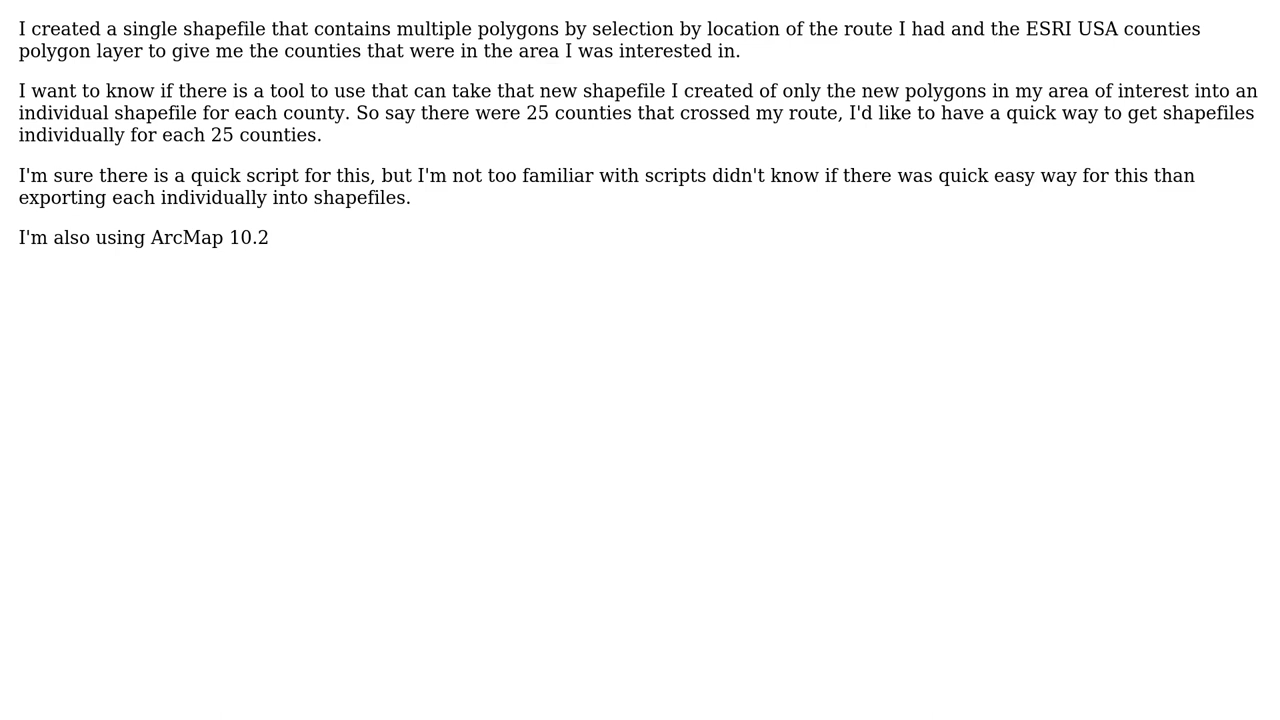 I created a single shapefile that contains multiple polygons by selection by location of the route I had and the ESRI USA counties
polygon layer to give me the counties that were in the area I was interested in.
I want to know if there is a tool to use that can take that new shapefile I created of only the new polygons in my area of interest into an
individual shapefile for each county. So say there were 25 counties that crossed my route, I'd like to have a quick way to get shapefiles
individually for each 25 counties.
I'm sure there is a quick script for this, but I'm not too familiar with scripts didn't know if there was quick easy way for this than
exporting each individually into shapefiles.
I'm also using ArcMap 10.2